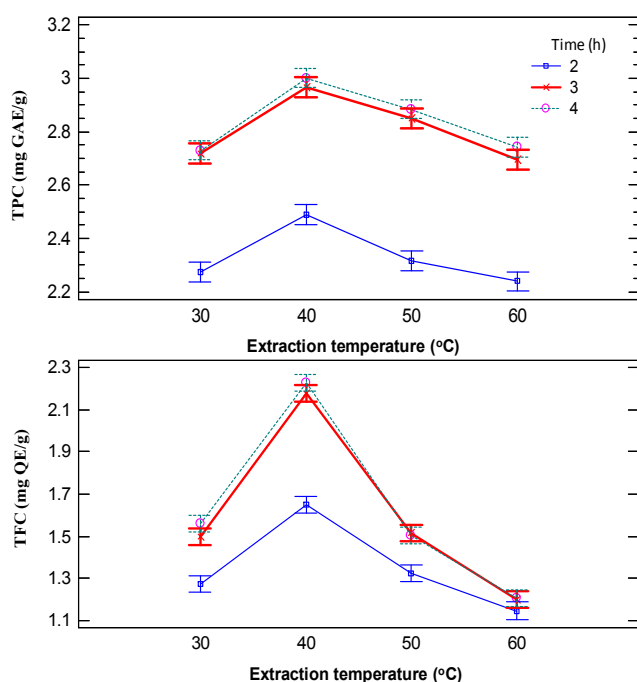 3.2
3
2.8
2.6
2.4
2.2
TPC (mg GAE/g)
Time (h)
2
3
4
30 40 50 60
Extraction temperature (ºC)
2.3
2.1
1.7
1.5
1.3
1.1
TFC (mg QE/g)
30 40 50 60
Extraction temperature (ºC)